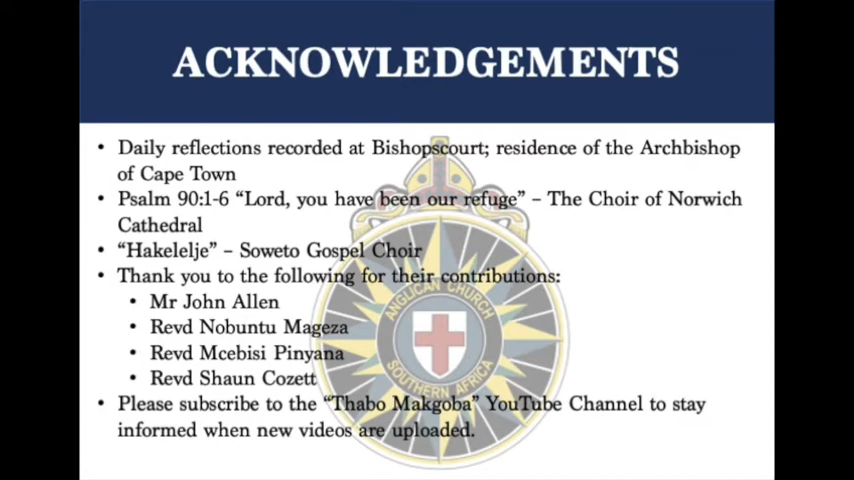 ACKNOWLEDGEMENTS
• Daily reflections recorded at Bishopscourt; residence of the Archbishop
of Cape Town
• Psalm 90:1-6 “Lord, you have been our refuge” – The Choir of Norwich
Cathedral
• “Hakelelje” – Soweto Gospel Choir
• Thank you to the following for their contributions:
• Mr John Allen
• Revd Nobuntu Mageza
• Revd Mcebisi Pinyana
• Revd Shaun Cozett
• Please subscribe to the “Thabo Makgoba” YouTube Channel to stay
informed when new videos are uploaded.
ANGLICAN CHURCH
SOUTHERN AFRICA